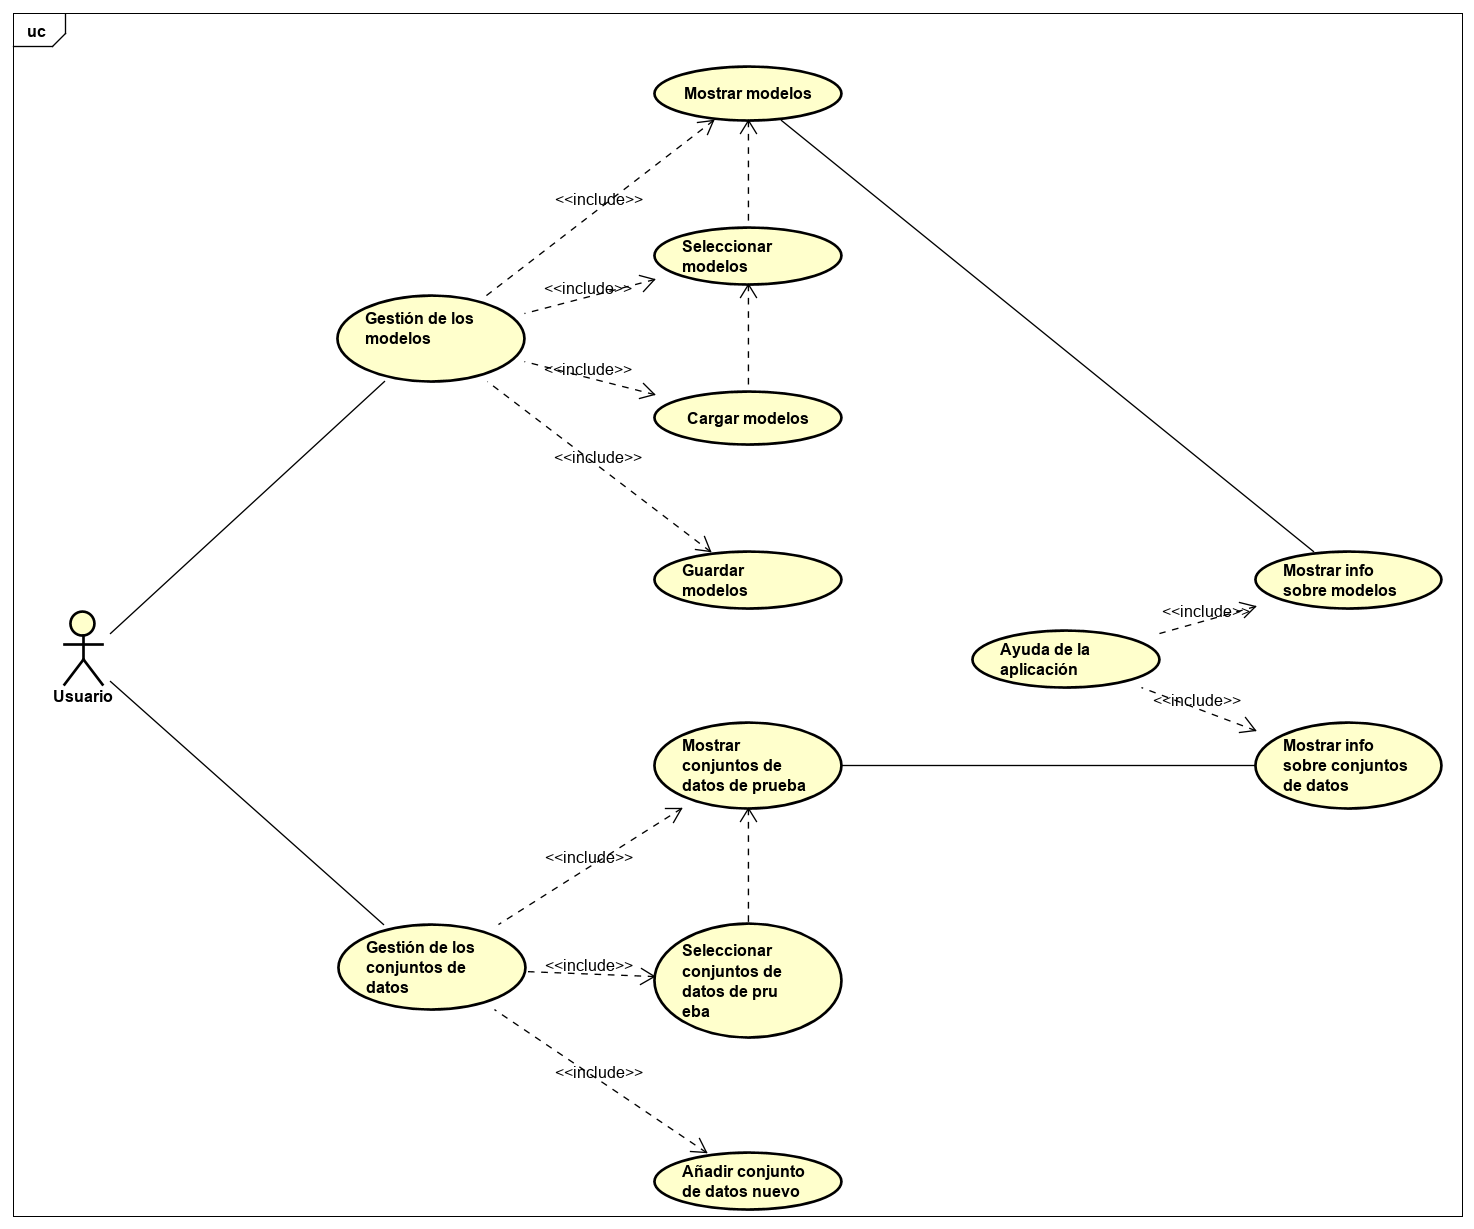 uc
Mostrar modelos
<<include>>
Seleccionar
modelos
<<include>>
Gestión de los
modelos
<<include>>
Cargar modelos
<<include>>
Guardar
modelos
Mostrar info
sobre modelos
<<include>>
Ayuda de la
aplicación
<<include>>
Usuario
Mostrar
conjuntos de
datos de prueba
Mostrar info
sobre conjuntos
de datos
<<include>>
Gestión de los
conjuntos de
datos
<<include>>
Seleccionar
conjuntos de
datos de pru
eba
<<include>>
Añadir conjunto
de datos nuevo